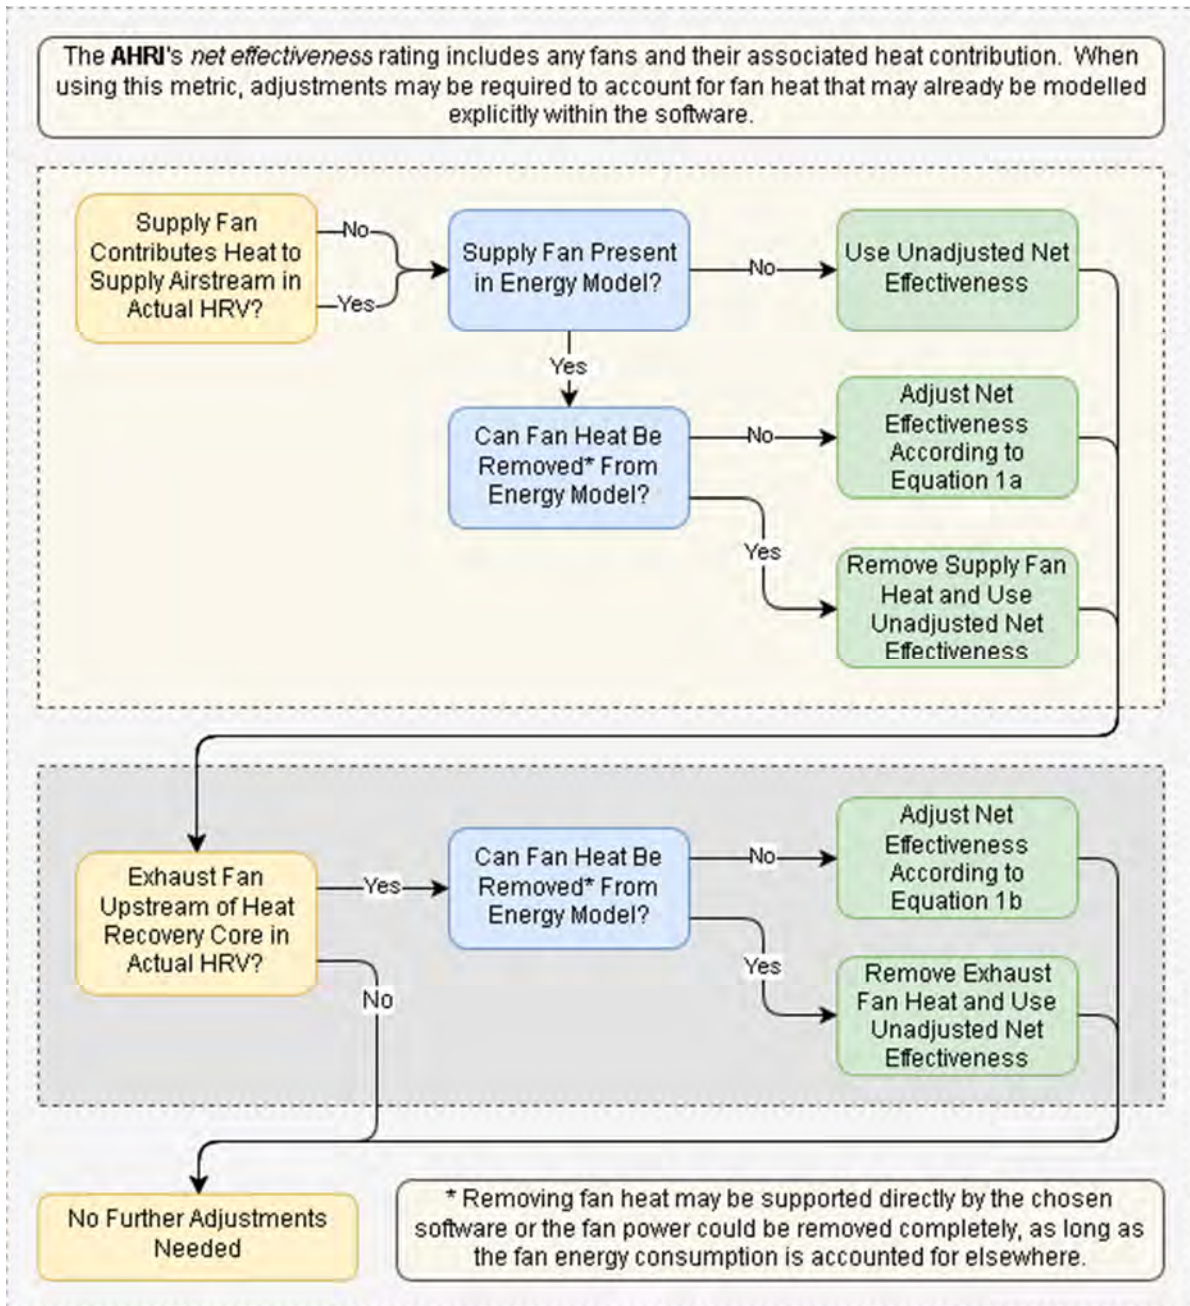 The AHRI's net effectiveness rating includes any fans and their associated heat contribution. When
using this metric, adjustments may be required to account for fan heat that may already be modelled
explicitly within the software.
Supply Fan
Contributes Heat to
Supply Airstream in
Actual HRV?
No
Yes
Supply Fan Present
in Energy Model?
No
Use Unadjusted Net
Effectiveness
Yes
Can Fan Heat Be
Removed* From
Energy Model?
No
Adjust Net
Effectiveness
According to
Equation 1a
Yes
Remove Supply Fan
Heat and Use
Unadjusted Net
Effectiveness
Exhaust Fan
Upstream of Heat
Recovery Core in
Actual HRV?
Yes
No
Can Fan Heat Be
Removed* From
Energy Model?
No
Adjust Net
Effectiveness
According to
Equation 1b
Yes
Remove Exhaust
Fan Heat and Use
Unadjusted Net
Effectiveness
No Further Adjustments
Needed
* Removing fan heat may be supported directly by the chosen
software or the fan power could be removed completely, as long as
the fan energy consumption is accounted for elsewhere.